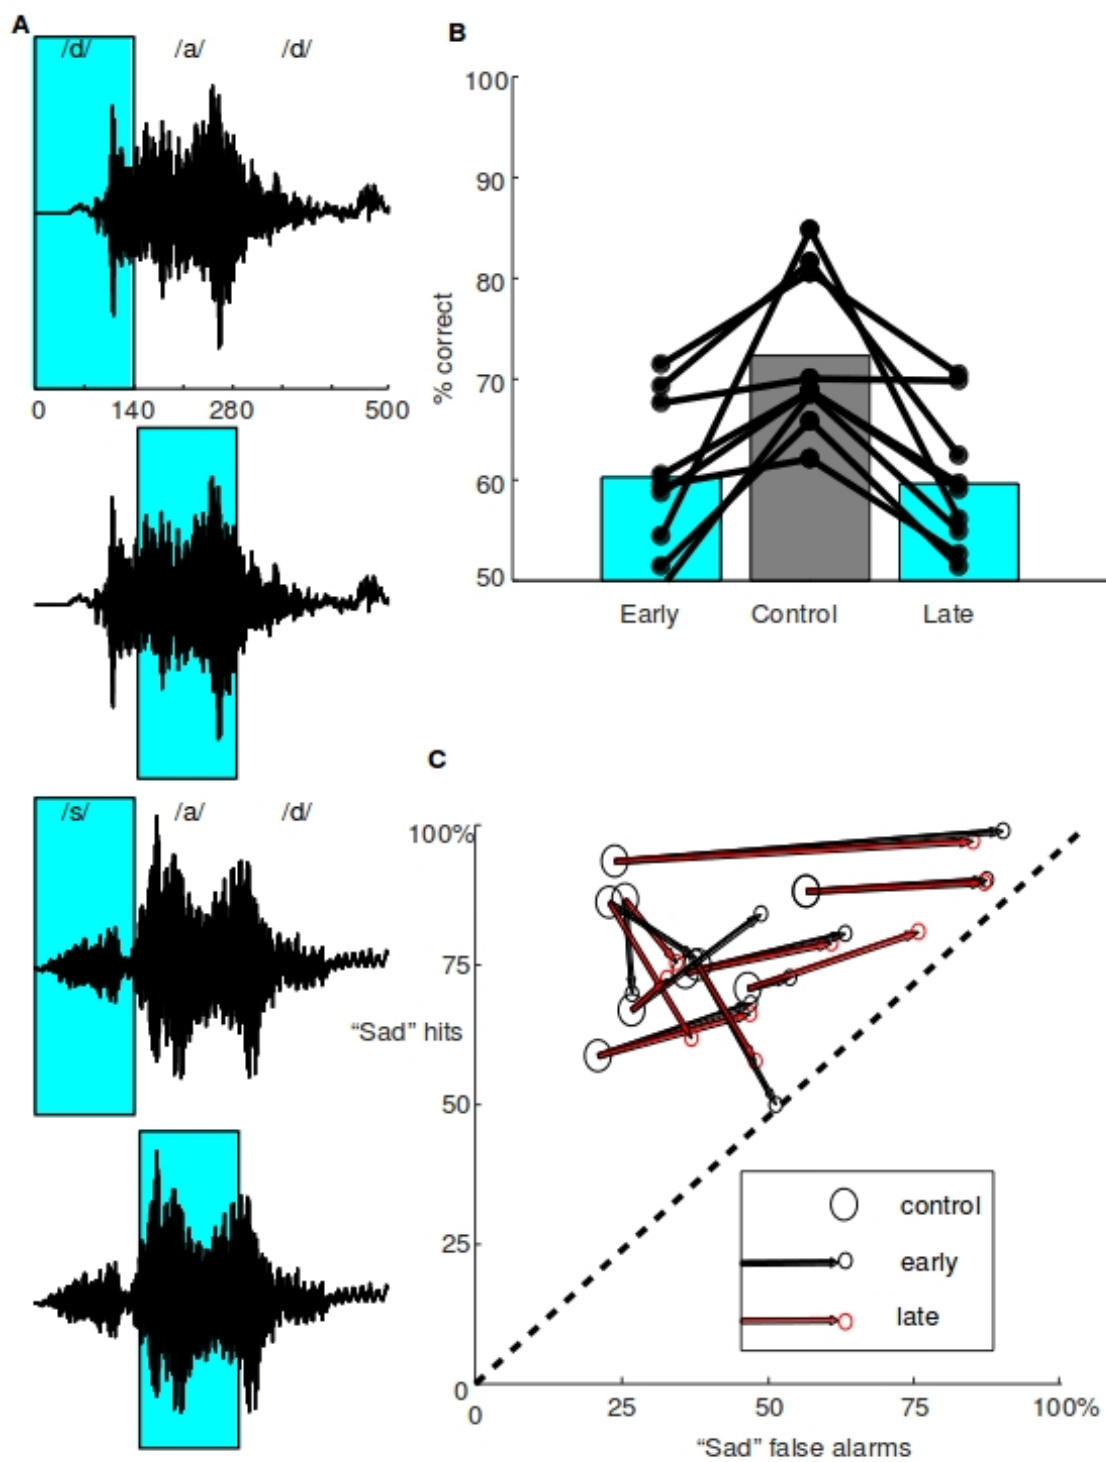 A
/d/ /a/ /d/
0 140 280 500
/s/ /a/ /d/
B
100
90
80
70
60
50
% correct
Early Control Late
C
100%
75
50
25
0
"Sad" hits
control
early
late
0 25 50 75 100%
"Sad" false alarms